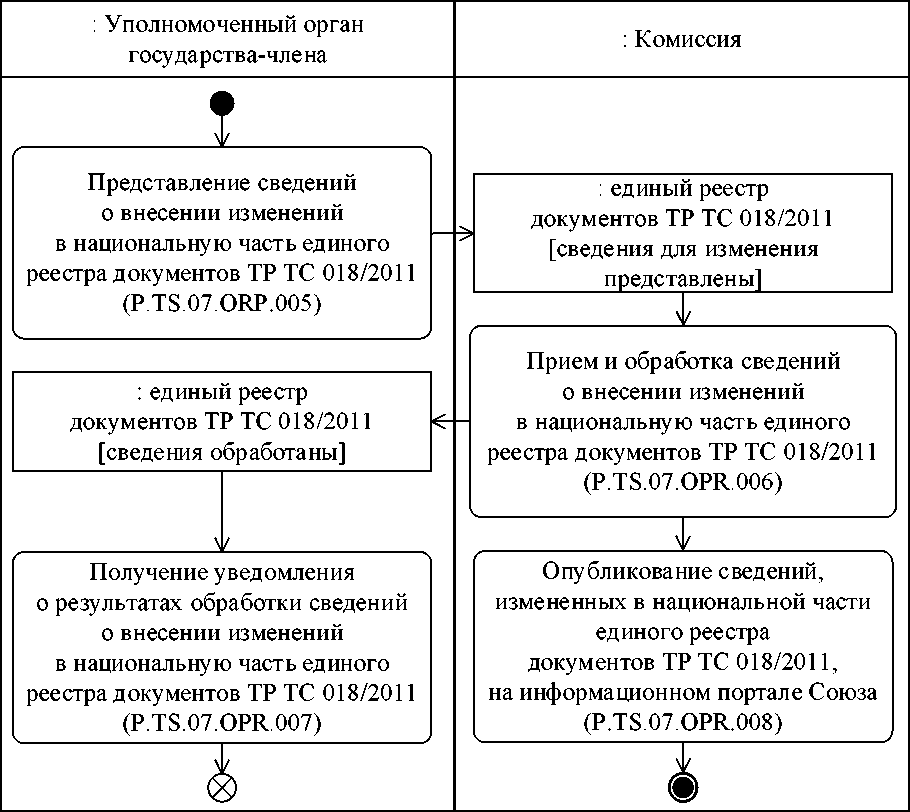 : Уполномоченный орган
государства-члена
: Комиссия
Представление сведений
о внесении изменений
в национальную часть единого
реестра документов ТР ТС 018/2011
(P.TS.07.ORP.005)
: единый реестр
документов ТР ТС 018/2011
[сведения для изменения
представлены]
Прием и обработка сведений
о внесении изменений
в национальную часть единого
реестра документов ТР ТС 018/2011
(P.TS.07.OPR.006)
: единый реестр
документов ТР ТС 018/2011
[сведения обработаны]
Получение уведомления
о результатах обработки сведений
о внесении изменений
в национальную часть единого
реестра документов ТР ТС 018/2011
(P.TS.07.OPR.007)
Опубликование сведений,
измененных в национальной части
единого реестра
документов ТР ТС 018/2011,
на информационном портале Союза
(P.TS.07.OPR.008)